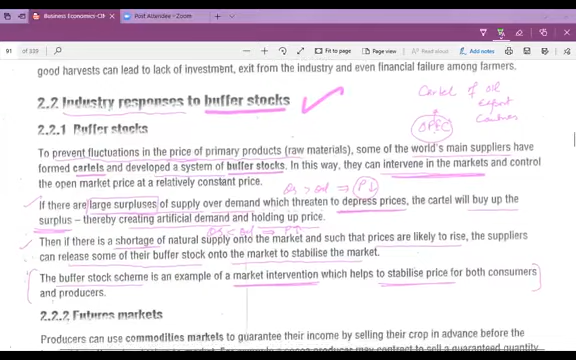 Business Economics-CM
Post Attendee - Zoom
91 of 339
Fit to page
Page view
Read aloud
Add notes
good harvests can lead to lack of investment, exit from the industry and even financial failure among farmers.
2.2 Industry responses to buffer stocks
Cartel of oil
export
Countries
OPEC
2.2.1 Buffer stocks
To prevent fluctuations in the price of primary products (raw materials), some of the world's main suppliers have
formed cartels and developed a system of buffer stocks. In this way, they can intervene in the markets and control
the open market price at a relatively constant price.
Qs > Qd ⇒ P↓
If there are large surpluses of supply over demand which threaten to depress prices, the cartel will buy up the
surplus – thereby creating artificial demand and holding up price.
Qs < Qd ⇒ P↑
Then if there is a shortage of natural supply onto the market and such that prices are likely to rise, the suppliers
can release some of their buffer stock onto the market to stabilise the market.
The buffer stock scheme is an example of a market intervention which helps to stabilise price for both consumers
and producers.
2.2.2 Futures markets
Producers can use commodities markets to guarantee their income by selling their crop in advance before the